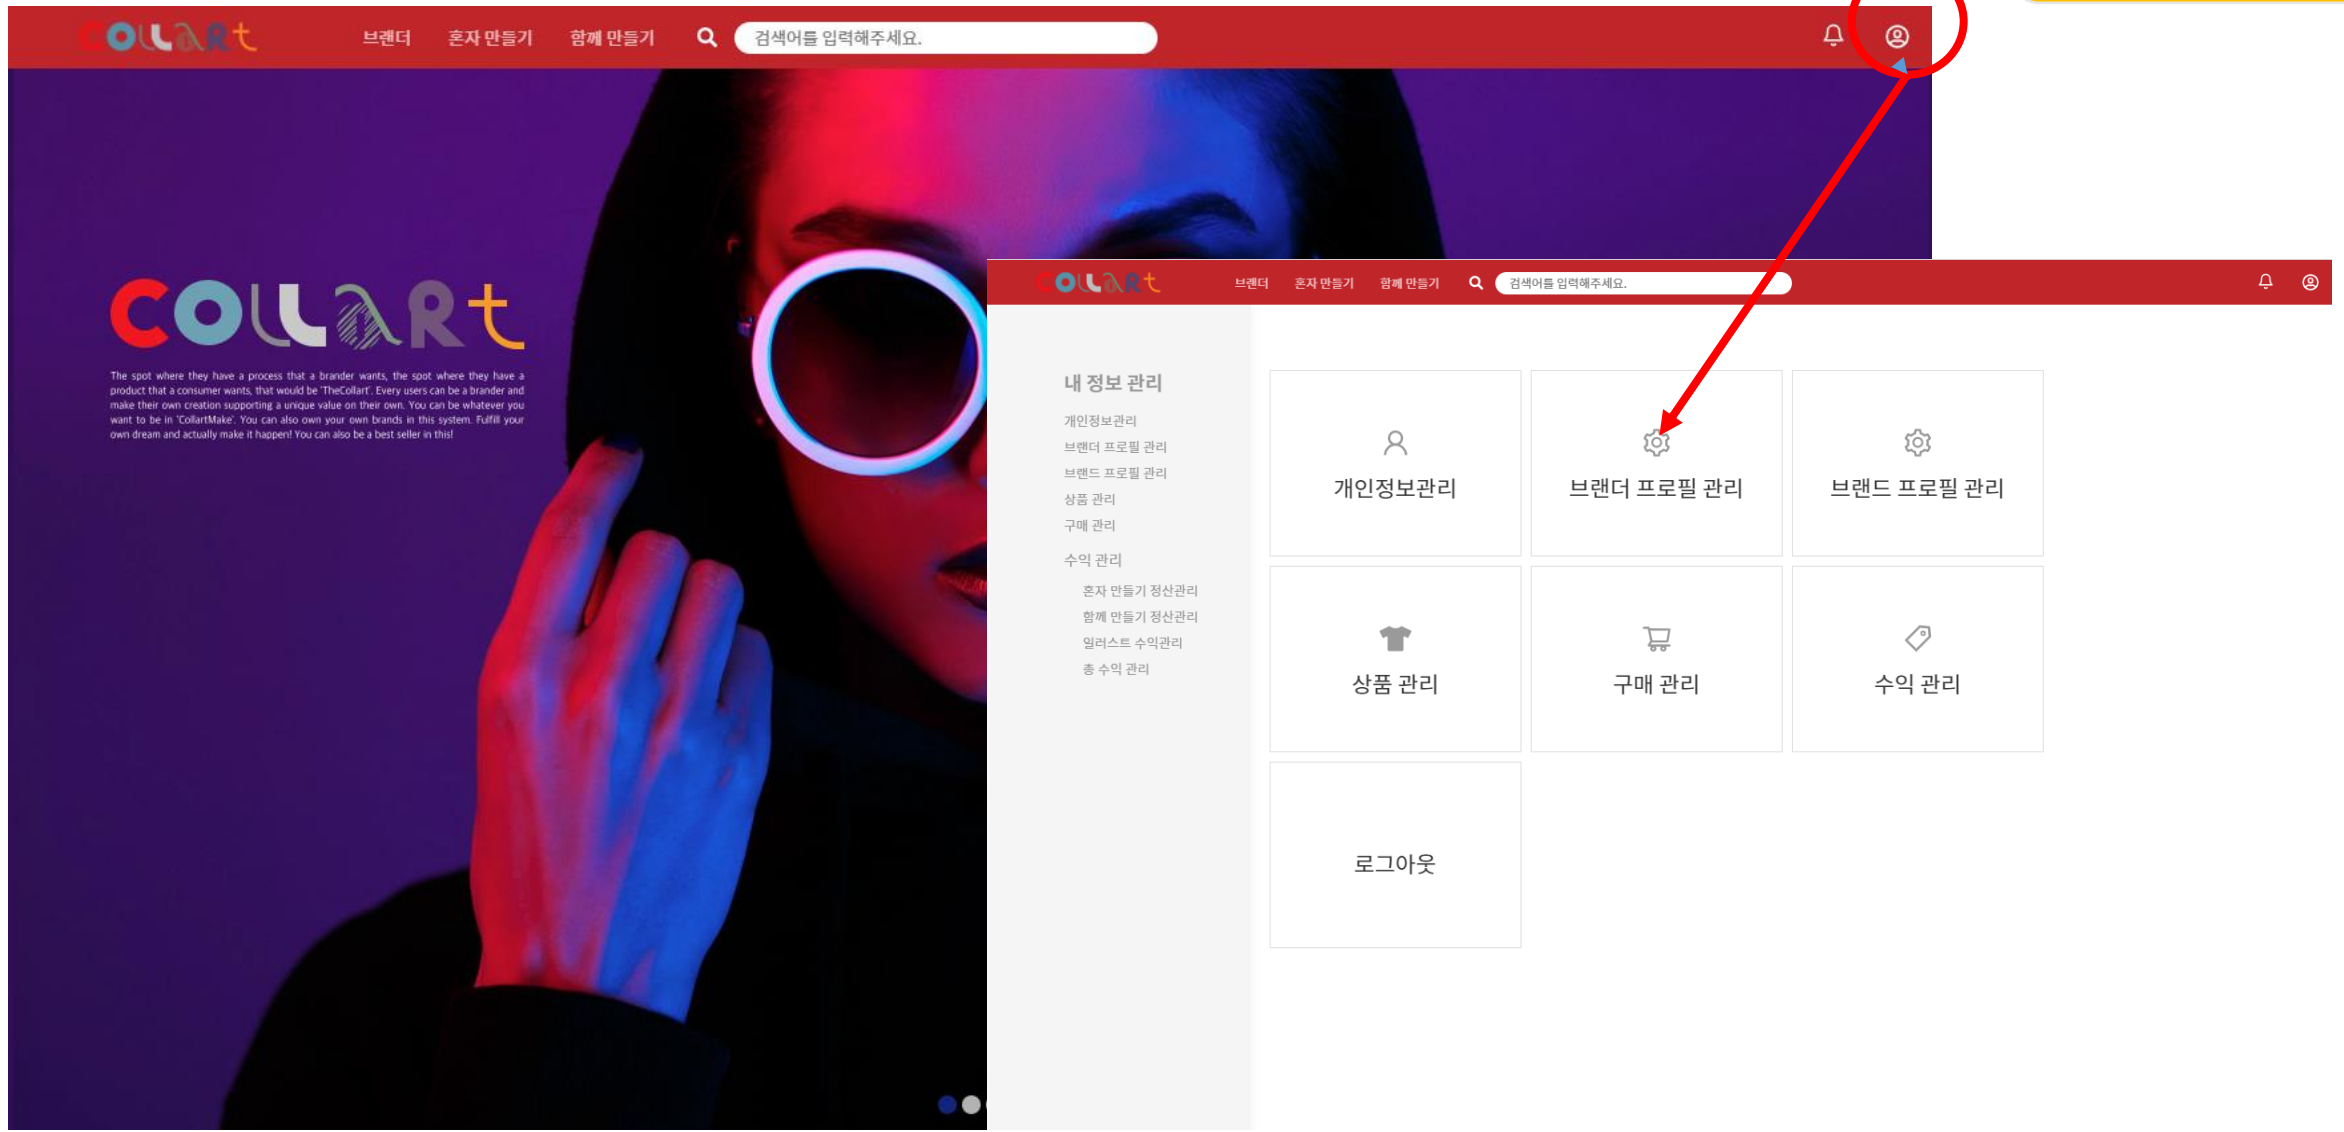 COLLART
브랜더 혼자 만들기 함께 만들기 검색어를 입력해주세요.
COLLART
The spot where they have a process that a brander wants, the spot where they have a
product that a consumer wants, that would be 'TheCollart'. Every users can be a brander and
make their own creation supporting a unique value on their own. You can be whatever you
want to be in 'CollartMake'. You can also own your own brands in this system. Fulfill your
own dream and actually make it happen! You can also be a best seller in this!
COLLART
브랜더 혼자 만들기 함께 만들기 검색어를 입력해주세요.
내 정보 관리
개인정보관리
브랜더 프로필 관리
브랜드 프로필 관리
상품 관리
구매 관리
수익 관리
혼자 만들기 정산관리
함께 만들기 정산관리
일러스트 수익관리
총 수익 관리
개인정보관리
브랜더 프로필 관리
브랜드 프로필 관리
상품 관리
구매 관리
수익 관리
로그아웃